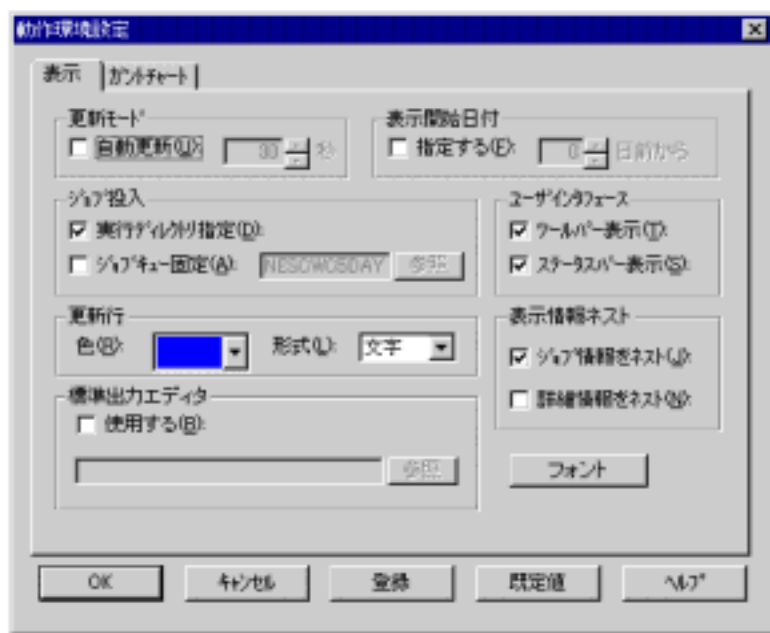 動作環境設定
表示 ｶﾞﾝﾄﾁｬｰﾄ
更新ﾓｰﾄﾞ
自動更新(U): 30 秒
表示開始日付
指定する(E): 0 日前から
ｼﾞｮﾌﾞ投入
実行ﾃﾞｨﾚｸﾄﾘ指定(D):
ｼﾞｮﾌﾞｷｭｰ固定(A): 参照
ﾕｰｻﾞｲﾝﾀﾌｪｰｽ
ﾂｰﾙﾊﾞｰ表示(T):
ｽﾃｰﾀｽﾊﾞｰ表示(S):
更新行
色(R): 形式(L): 文字
表示情報ﾈｽﾄ
ｼﾞｮﾌﾞ情報をﾈｽﾄ(J):
詳細情報をﾈｽﾄ(N):
標準出力エディタ
使用する(B):
参照
フォント
OK ｷｬﾝｾﾙ 登録 既定値 ﾍﾙﾌﾟ